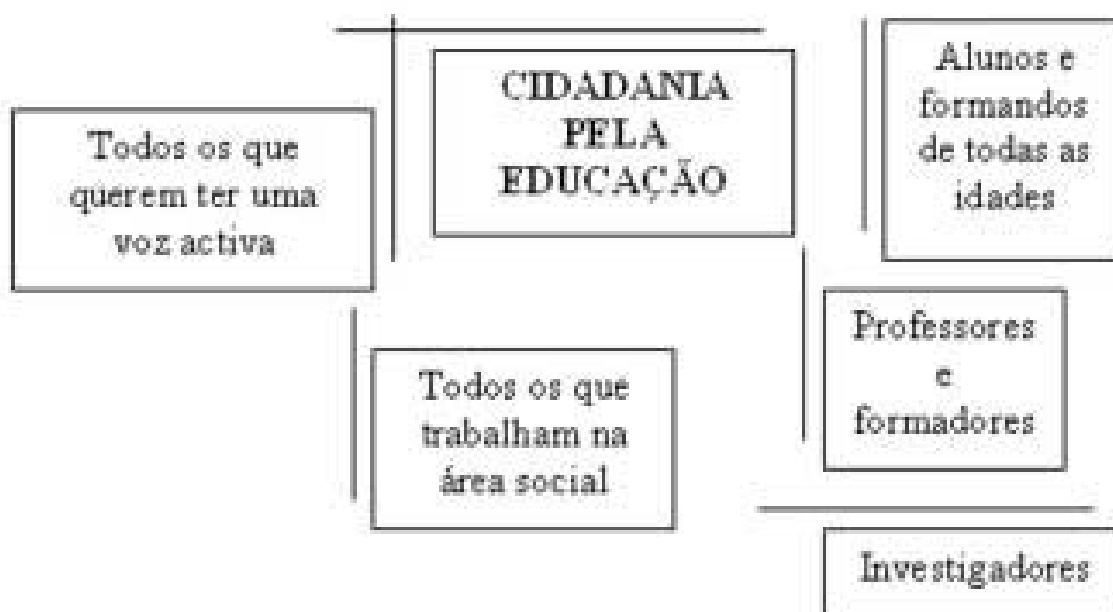 CIDADANIA
PELA
EDUCAÇÃO
Alunos e
formandos
de todas as
idades
Todos os que
querem ter uma
voz activa
Professores
e
formadores
Todos os que
trabalham na
área social
Investigadores